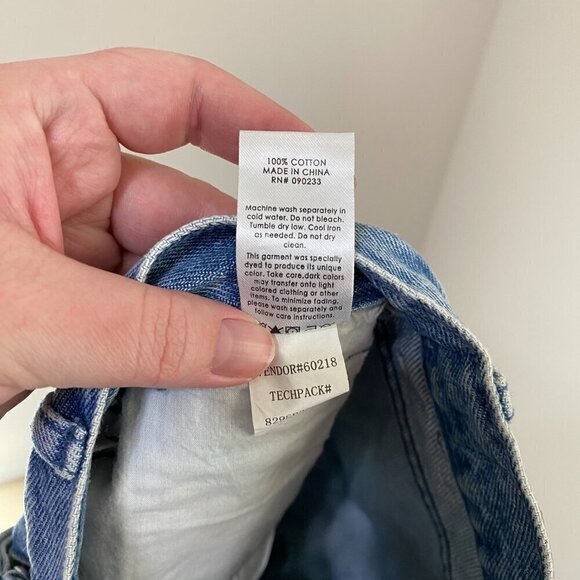 100% COTTON
MADE IN CHINA
RN# 090233
Machine wash separately in
cold water. Do not bleach.
Tumble dry low. Cool Iron
as needed. Do not dry
clean.
This garment was specially
dyed to produce its unique
color. Take care,dark colors
may transfer onto light
colored clothing or other
items. To minimize fading,
please wash separately and
follow care instructions.
VENDOR#60218
TECHPACK#